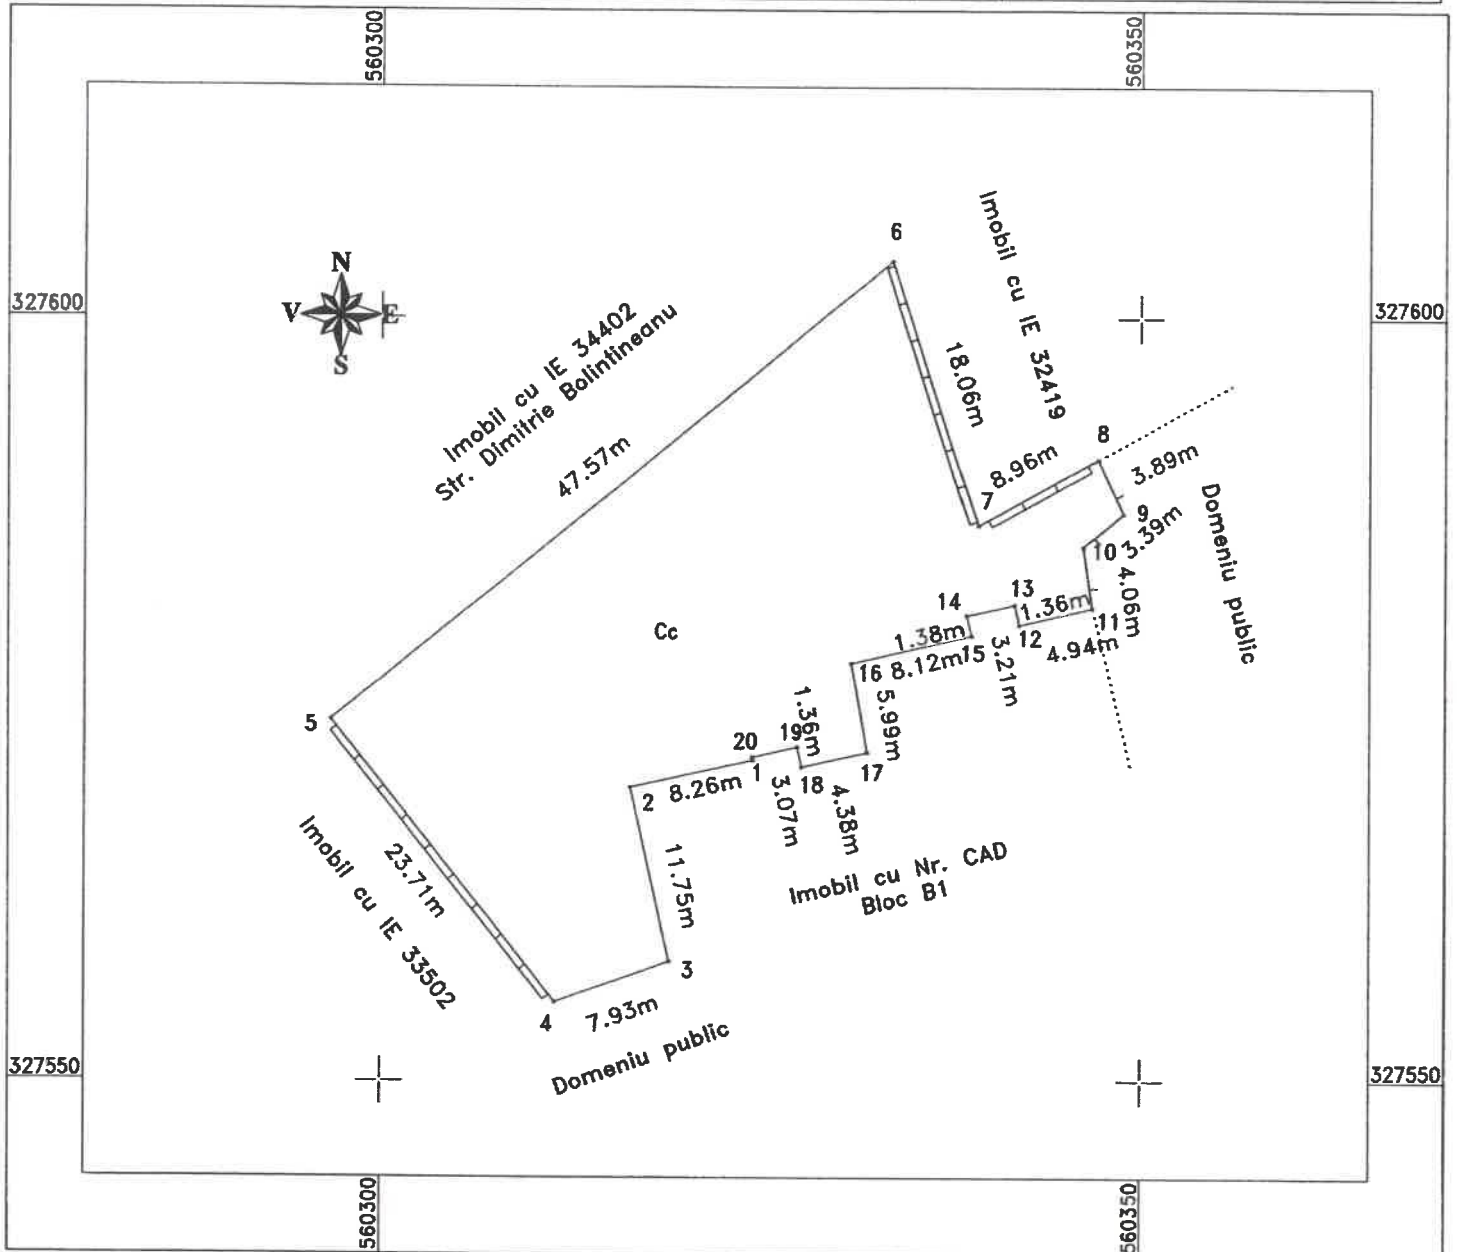 560300
560350
6
Imobil cu IE 32419
N
V E
S
327600
327600
Imobil cu IE 34402
Str. Dimitrie Bolintineanu
18.06m
47.57m
8
8.96m
3.89m
7
9
3.39m
10
Domeniu public
4.06m
13
14
1.36m
11
12
4.94m
1.38m
15
3.21m
Cc
16
8.12m
5.99m
5
1.36m
19
20
1
17
18
2
8.26m
3.07m
4.38m
11.75m
Imobil cu Nr. CAD
Bloc B1
23.71m
Imobil cu IE 33502
3
4
7.93m
Domeniu public
327550
327550
560300
560350